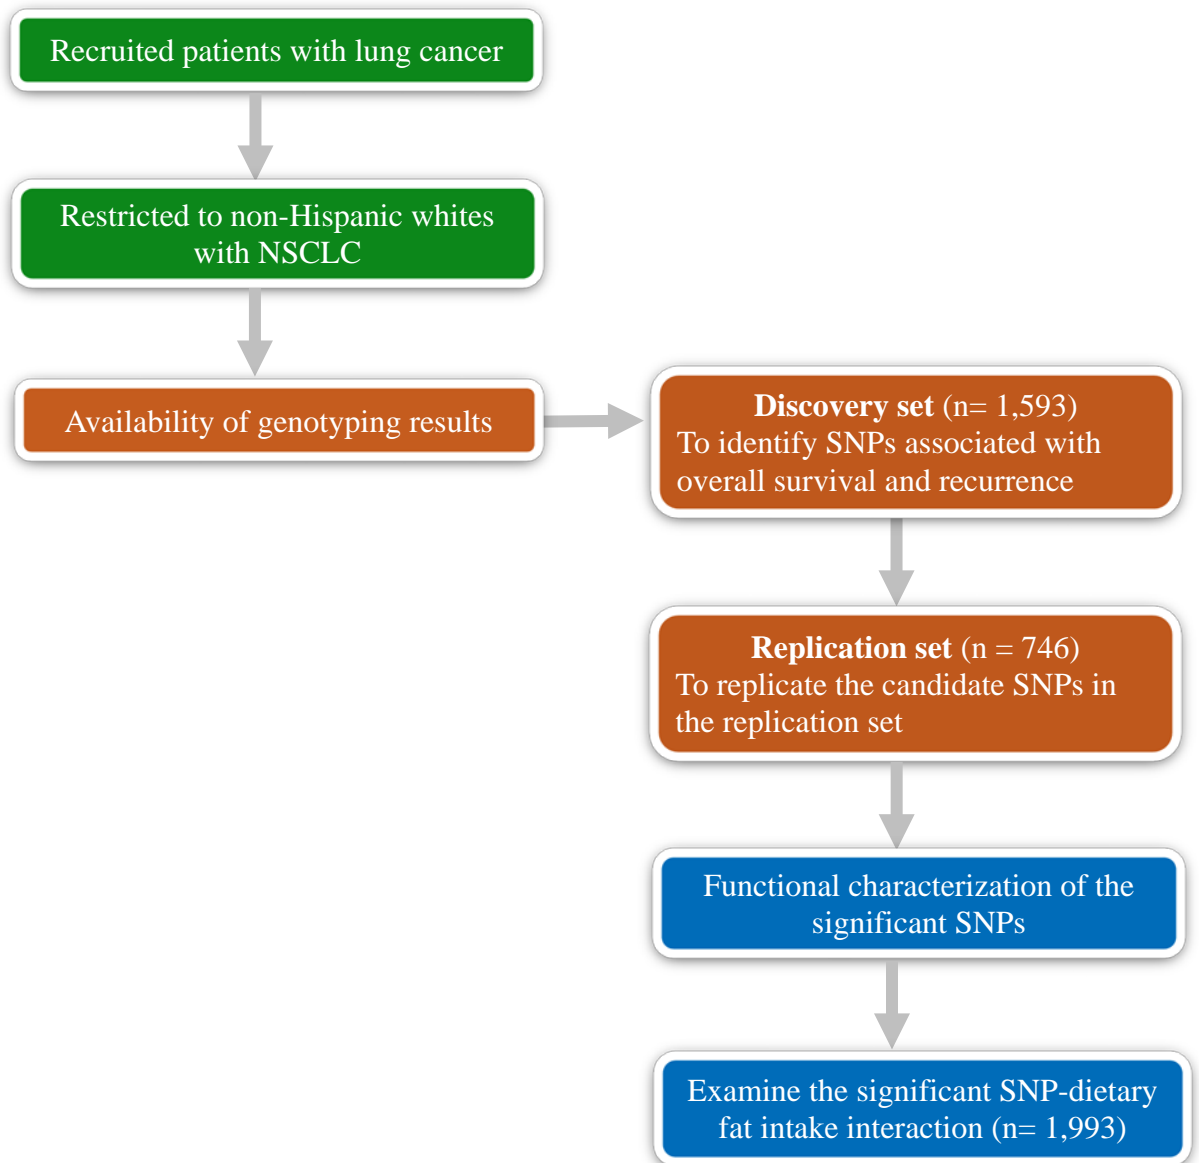 Recruited patients with lung cancer
Restricted to non-Hispanic whites
with NSCLC
Availability of genotyping results
Discovery set (n= 1,593)
To identify SNPs associated with
overall survival and recurrence
Replication set (n = 746)
To replicate the candidate SNPs in
the replication set
Functional characterization of the
significant SNPs
Examine the significant SNP-dietary
fat intake interaction (n= 1,993)